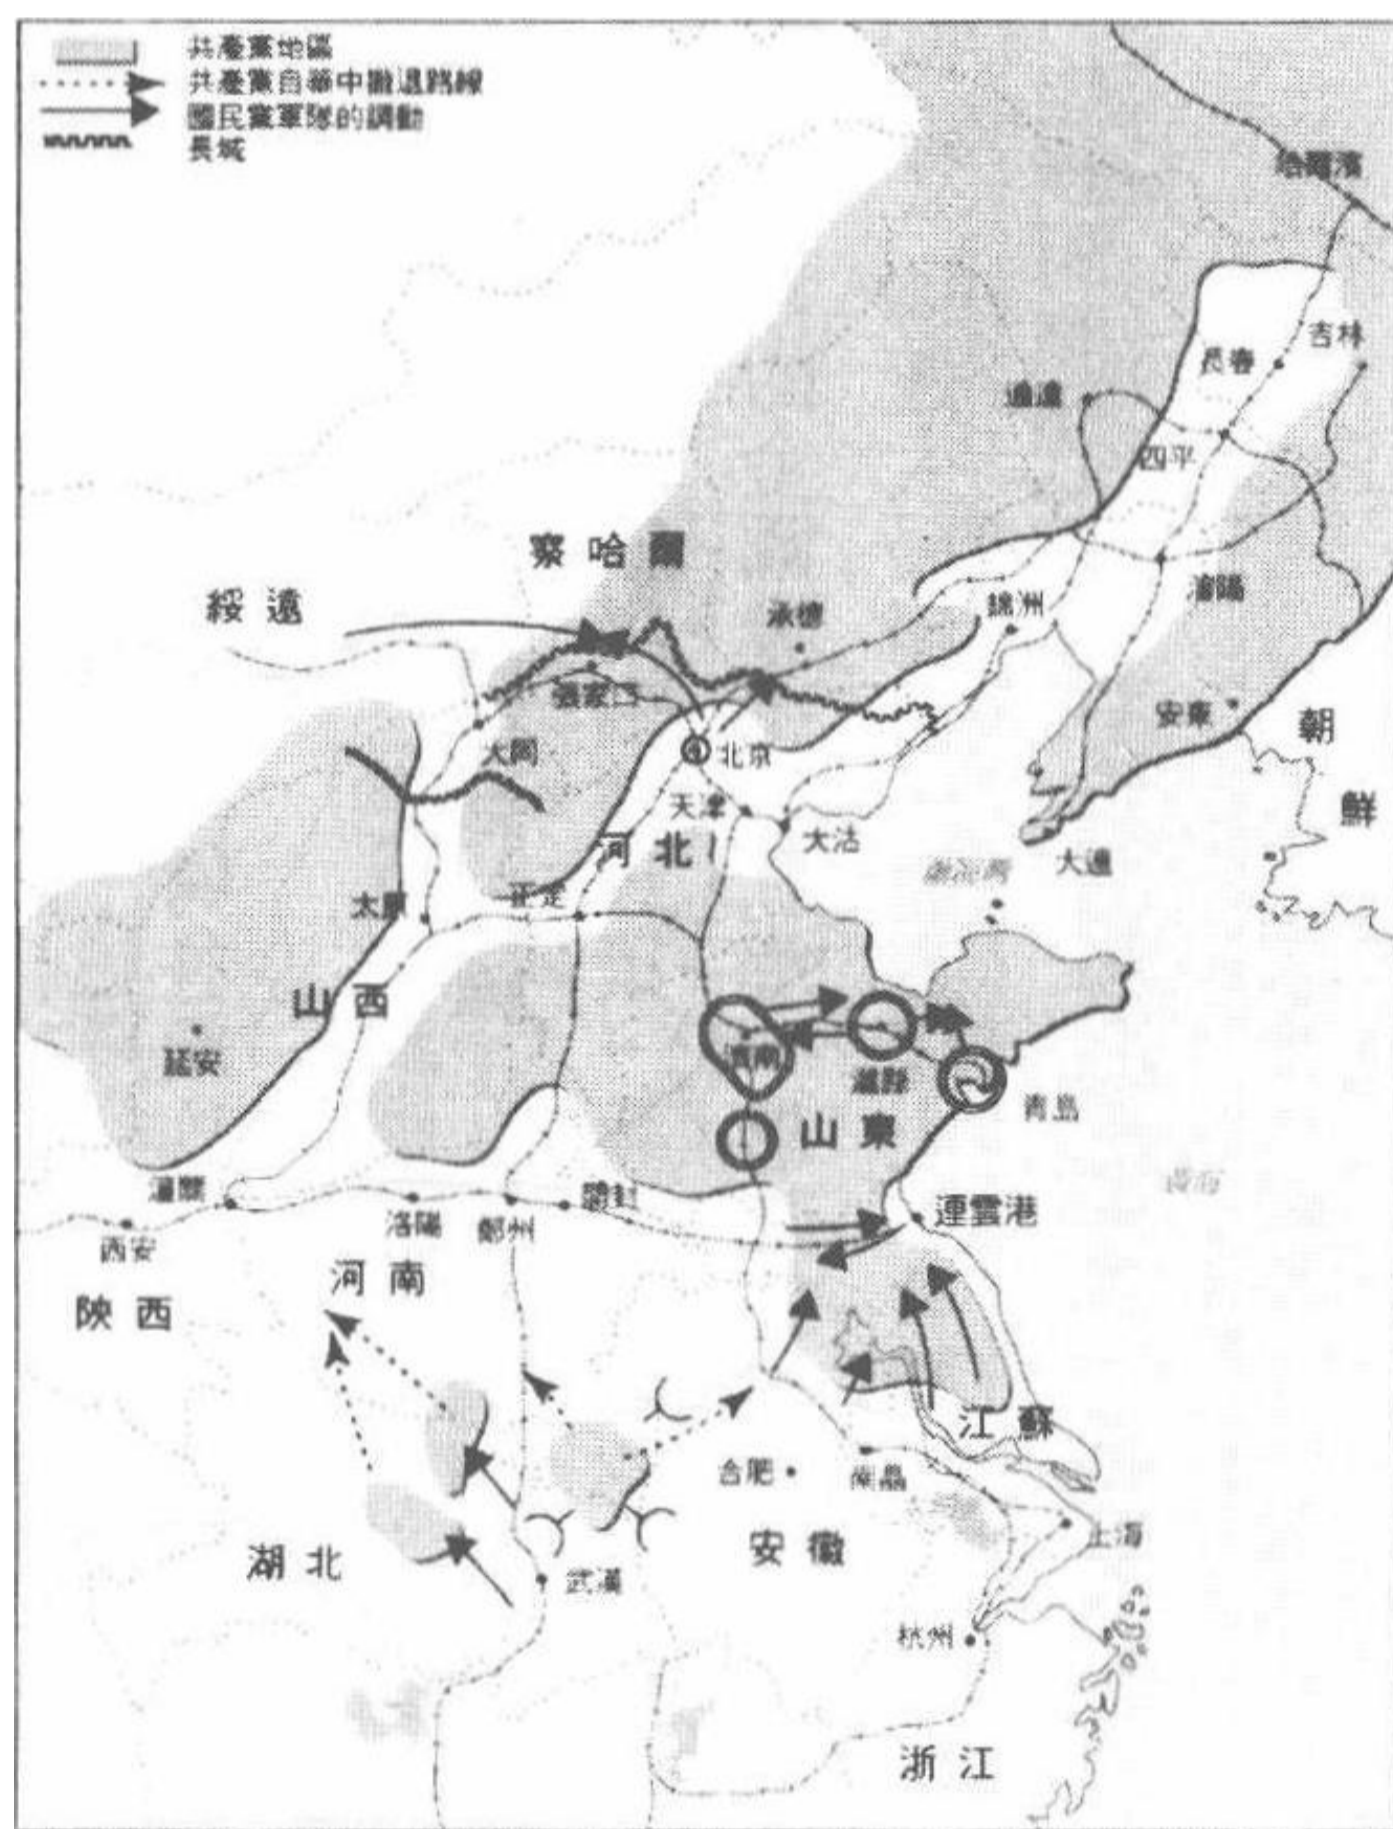 共產黨地區
共產黨自華中撤退路線
國民黨軍隊的調動
長城
哈爾濱
吉林
長春
通遼
四平
察哈爾
綏遠
承德
錦洲
瀋陽
張家口
安東
朝鮮
北京
大同
天津
河北
大沽
大連
太原
正定
山西
延安
濟南
濰縣
青島
山東
潼關
開封
連雲港
洛陽
鄭州
西安
河南
陝西
江蘇
合肥
安徽
上海
湖北
武漢
杭州
浙江